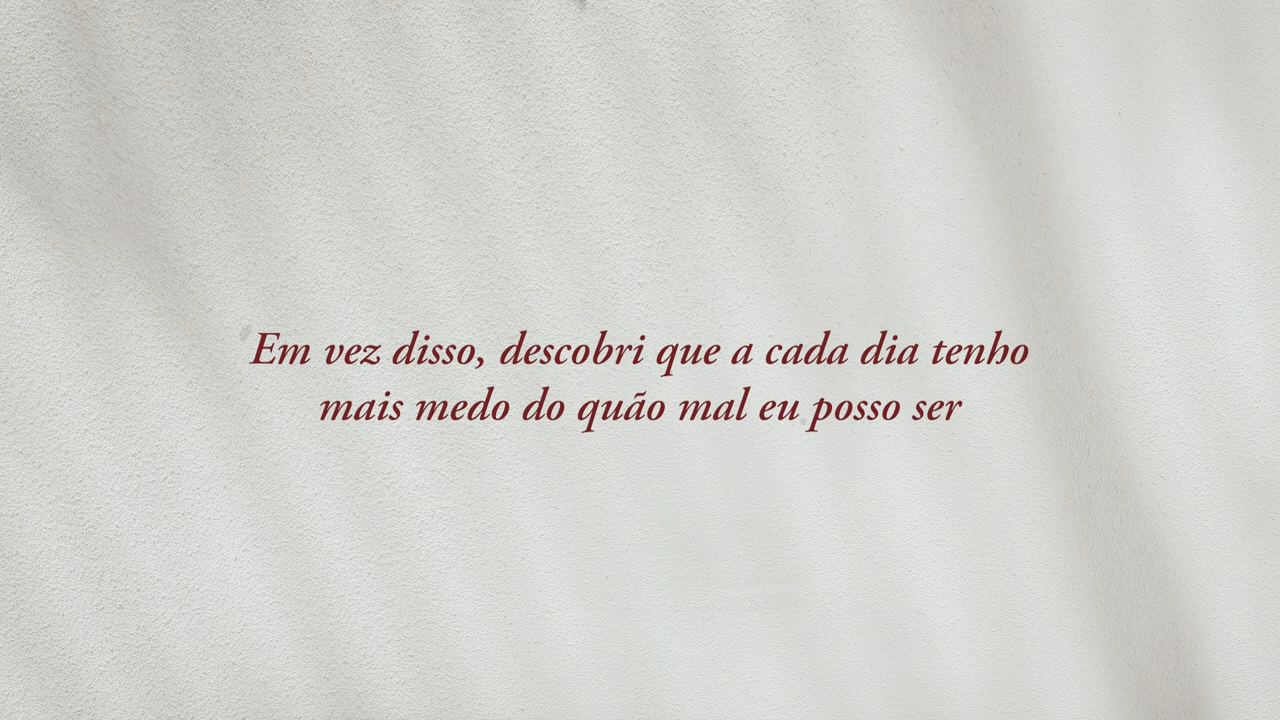 Em vez disso, descobri que a cada dia tenho
mais medo do quão mal eu posso ser